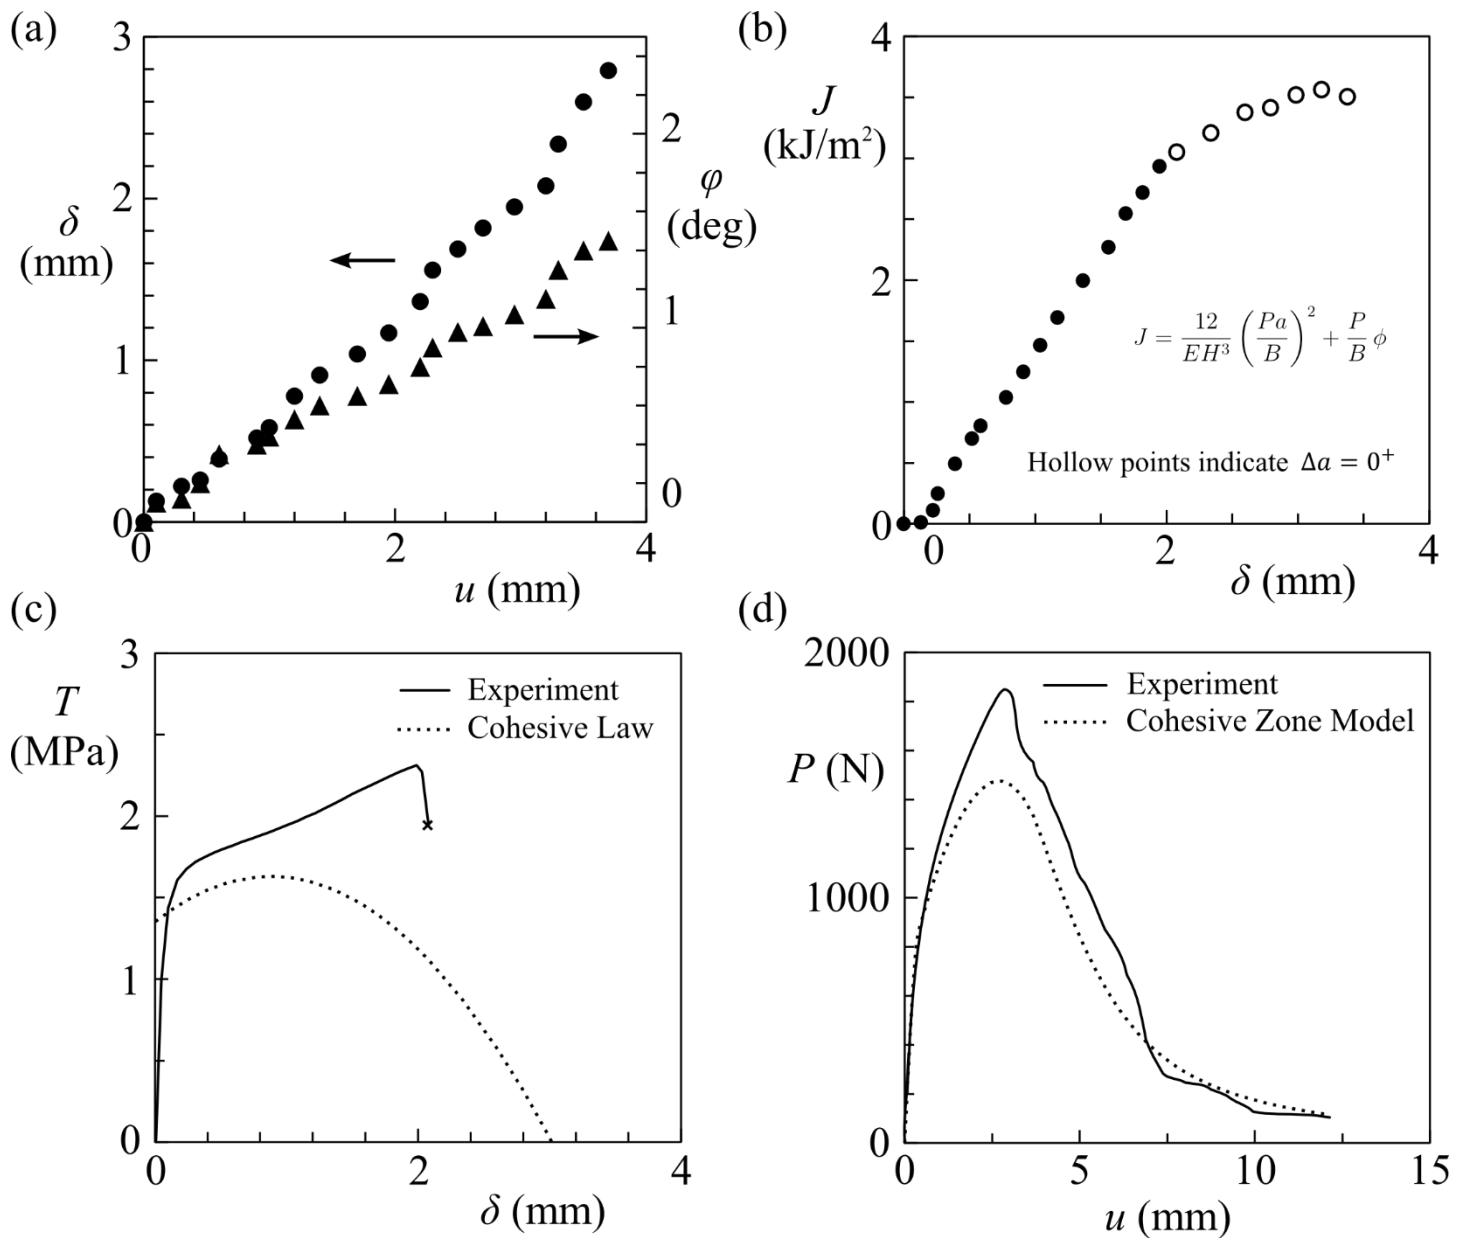 (a)
3
2
1
0
δ
(mm)
2
1
0
φ
(deg)
0
2
4
u (mm)
(b)
4
2
0
J
(kJ/m²)
J = 12/EH³ (Pa/B)² + P/B ϕ
Hollow points indicate Δa = 0⁺
0
2
4
δ (mm)
(c)
3
2
1
0
T
(MPa)
Experiment
Cohesive Law
0
2
4
δ (mm)
(d)
2000
1000
0
P (N)
Experiment
Cohesive Zone Model
0
5
10
15
u (mm)